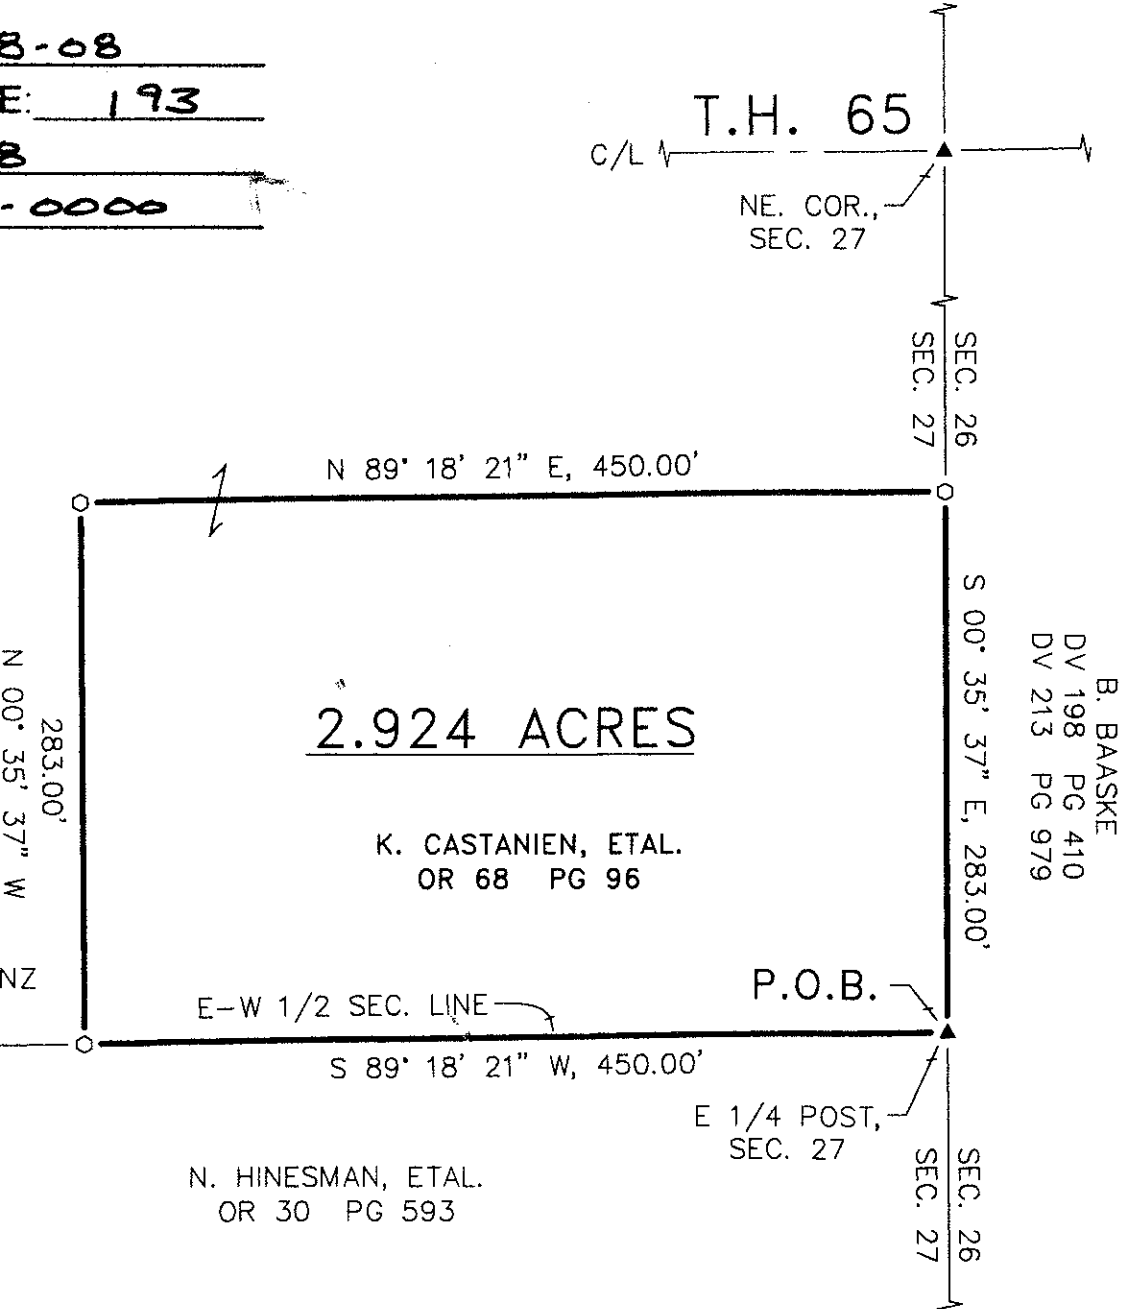 8-08
E: 193
8
-0000
T.H. 65
C/L
NE. COR.,
SEC. 27
SEC. 26
SEC. 27
N 89° 18' 21" E, 450.00'
S 00° 35' 37" E, 283.00'
B. BAASKE
DV 198 PG 410
DV 213 PG 979
283.00'
N 00° 35' 37" W
2.924 ACRES
K. CASTANIEN, ETAL.
OR 68 PG 96
NZ
P.O.B.
E-W 1/2 SEC. LINE
S 89° 18' 21" W, 450.00'
E 1/4 POST,
SEC. 27
SEC. 26
SEC. 27
N. HINESMAN, ETAL.
OR 30 PG 593